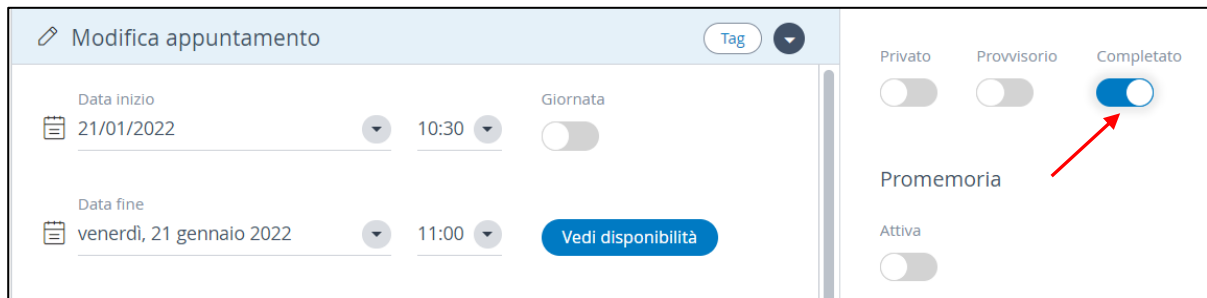 Modifica appuntamento
Tag
Data inizio
21/01/2022
10:30
Giornata
Data fine
venerdì, 21 gennaio 2022
11:00
Vedi disponibilità
Privato
Provvisorio
Completato
Promemoria
Attiva